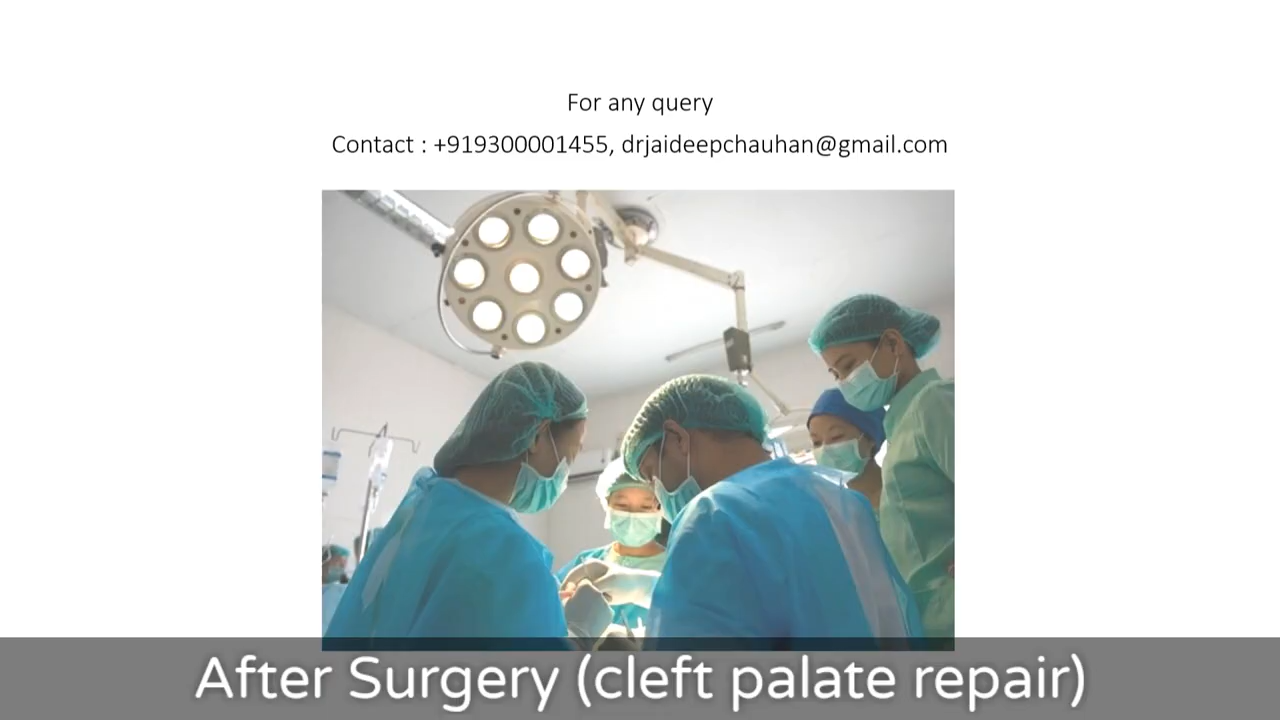 For any query
Contact : +919300001455, drjaideepchauhan@gmail.com
After Surgery (cleft palate repair)